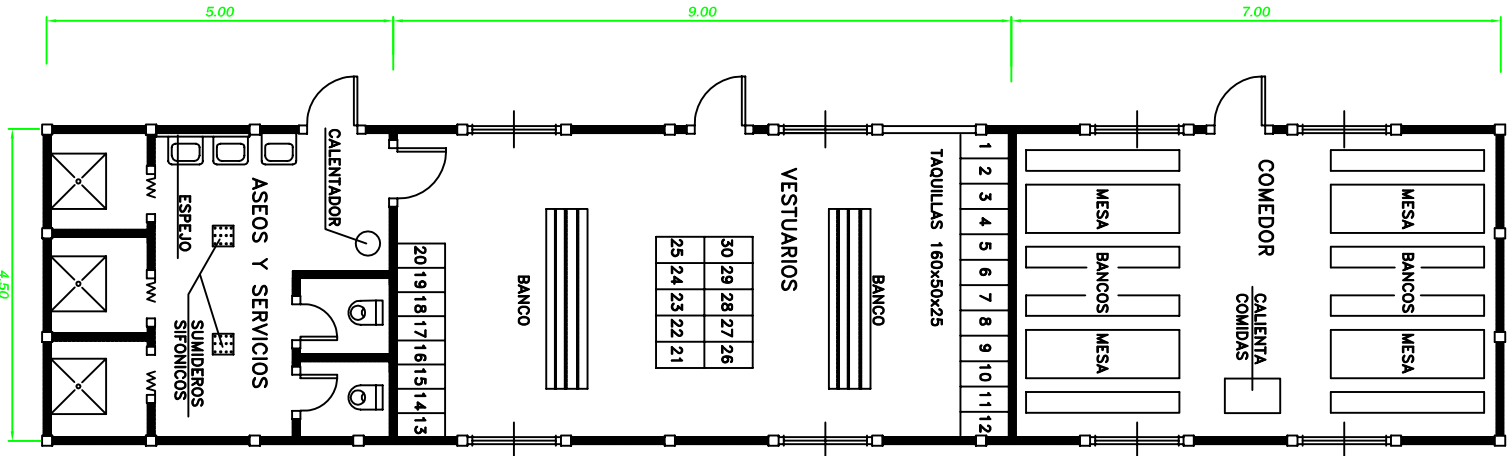 5.00
9.00
7.00
4.50
CALENTADOR
ASEOS Y SERVICIOS
ESPEJO
SUMIDEROS
SIFONICOS
20
19
18
17
16
15
14
13
BANCO
VESTUARIOS
30 29 28 27 26
25 24 23 22 21
BANCO
TAQUILLAS 160x50x25
1
2
3
4
5
6
7
8
9
10
11
12
COMEDOR
MESA
MESA
BANCOS
BANCOS
MESA
MESA
CALIENTA
COMIDAS